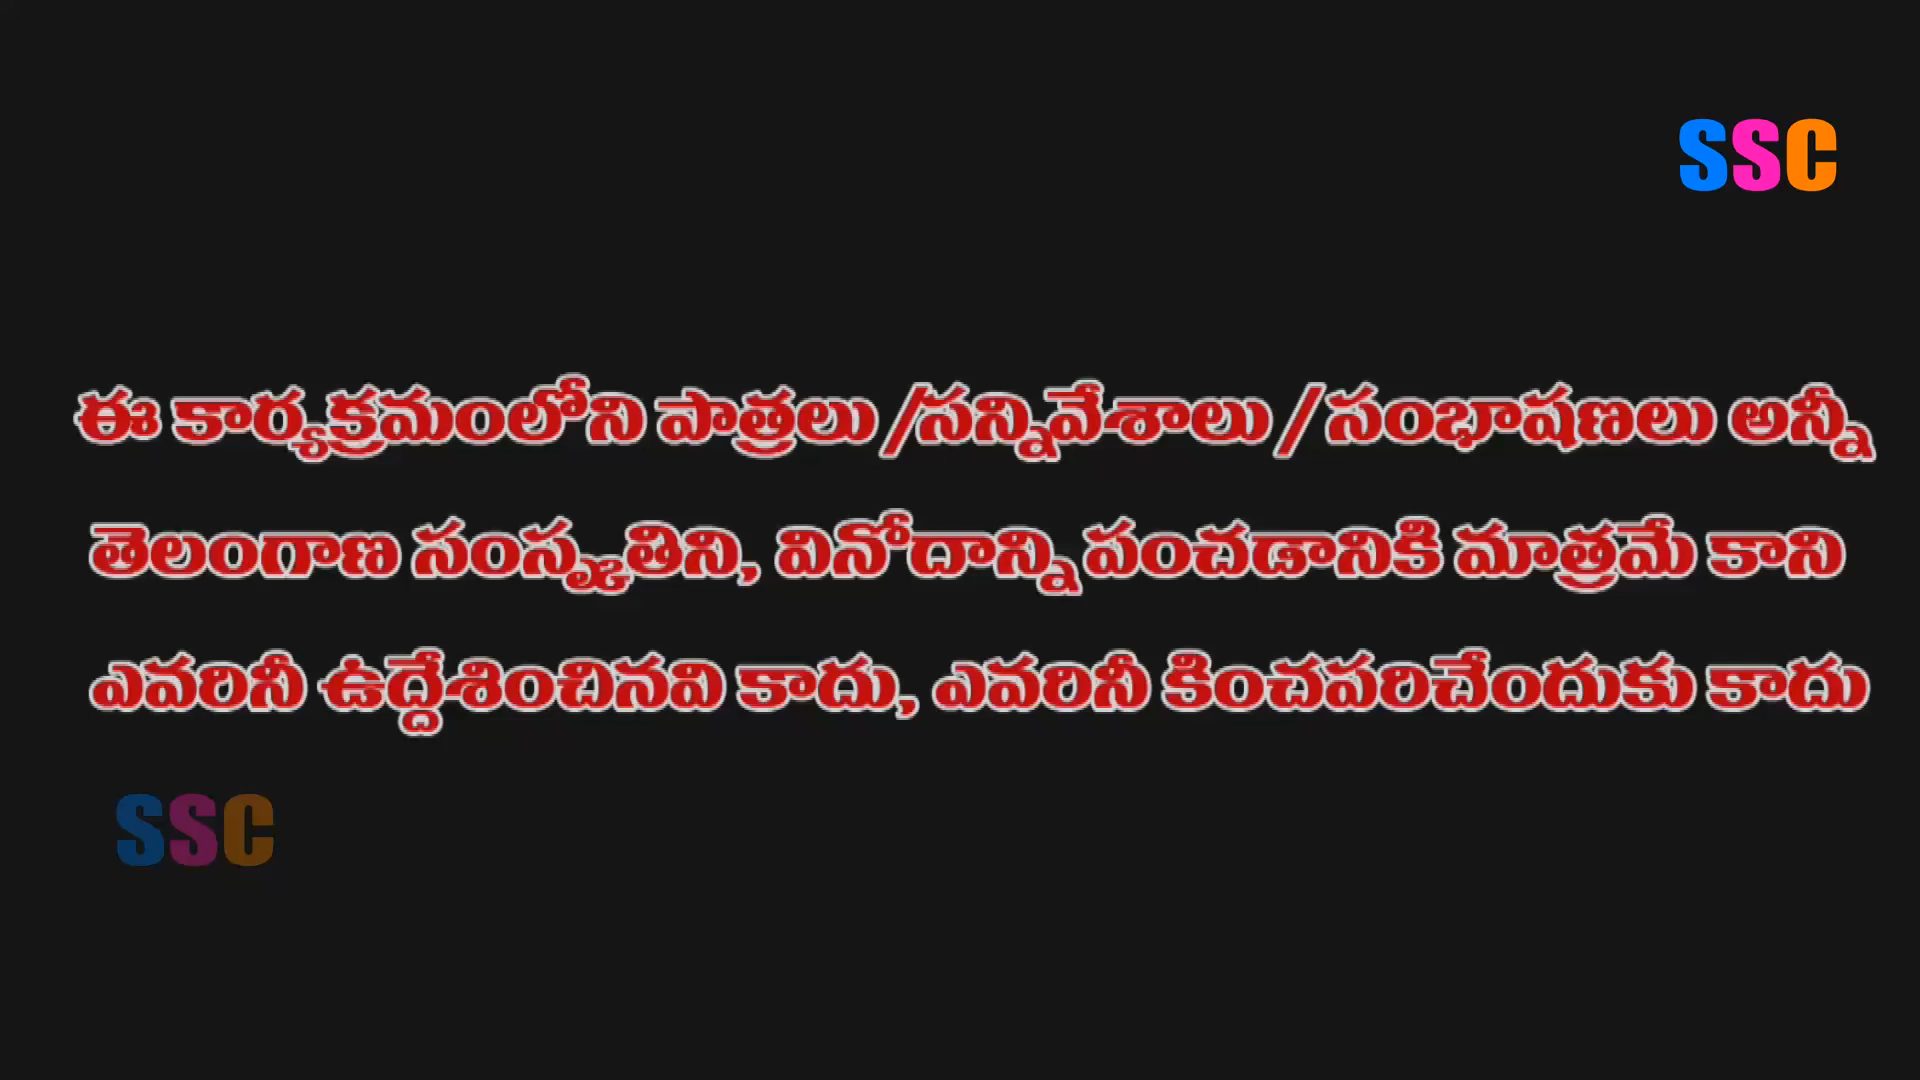 SSC
ఈ కార్యక్రమంలోని పాత్రలు /సన్నివేశాలు / సంభాషణలు అన్నీ
తెలంగాణ సంస్కృతిని, వినోదాన్ని పంచడానికి మాత్రమే కాని
ఎవరినీ ఉద్దేశించినవి కాదు, ఎవరినీ కించపరిచేందుకు కాదు
SSC